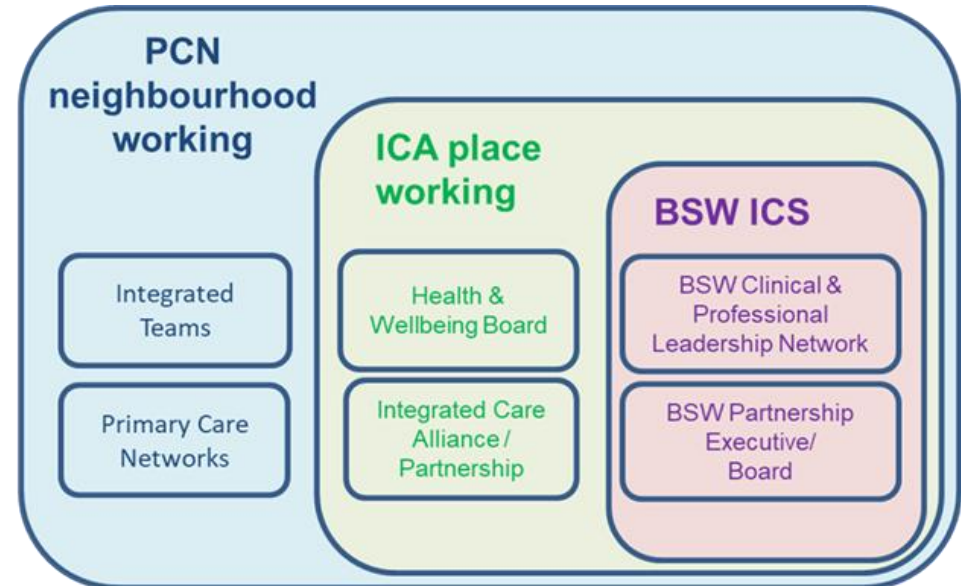 PCN
neighbourhood
working
ICA place
working
BSW ICS
Integrated
Teams
Health &
Wellbeing Board
BSW Clinical &
Professional
Leadership Network
Primary Care
Networks
Integrated Care
Alliance /
Partnership
BSW Partnership
Executive/
Board